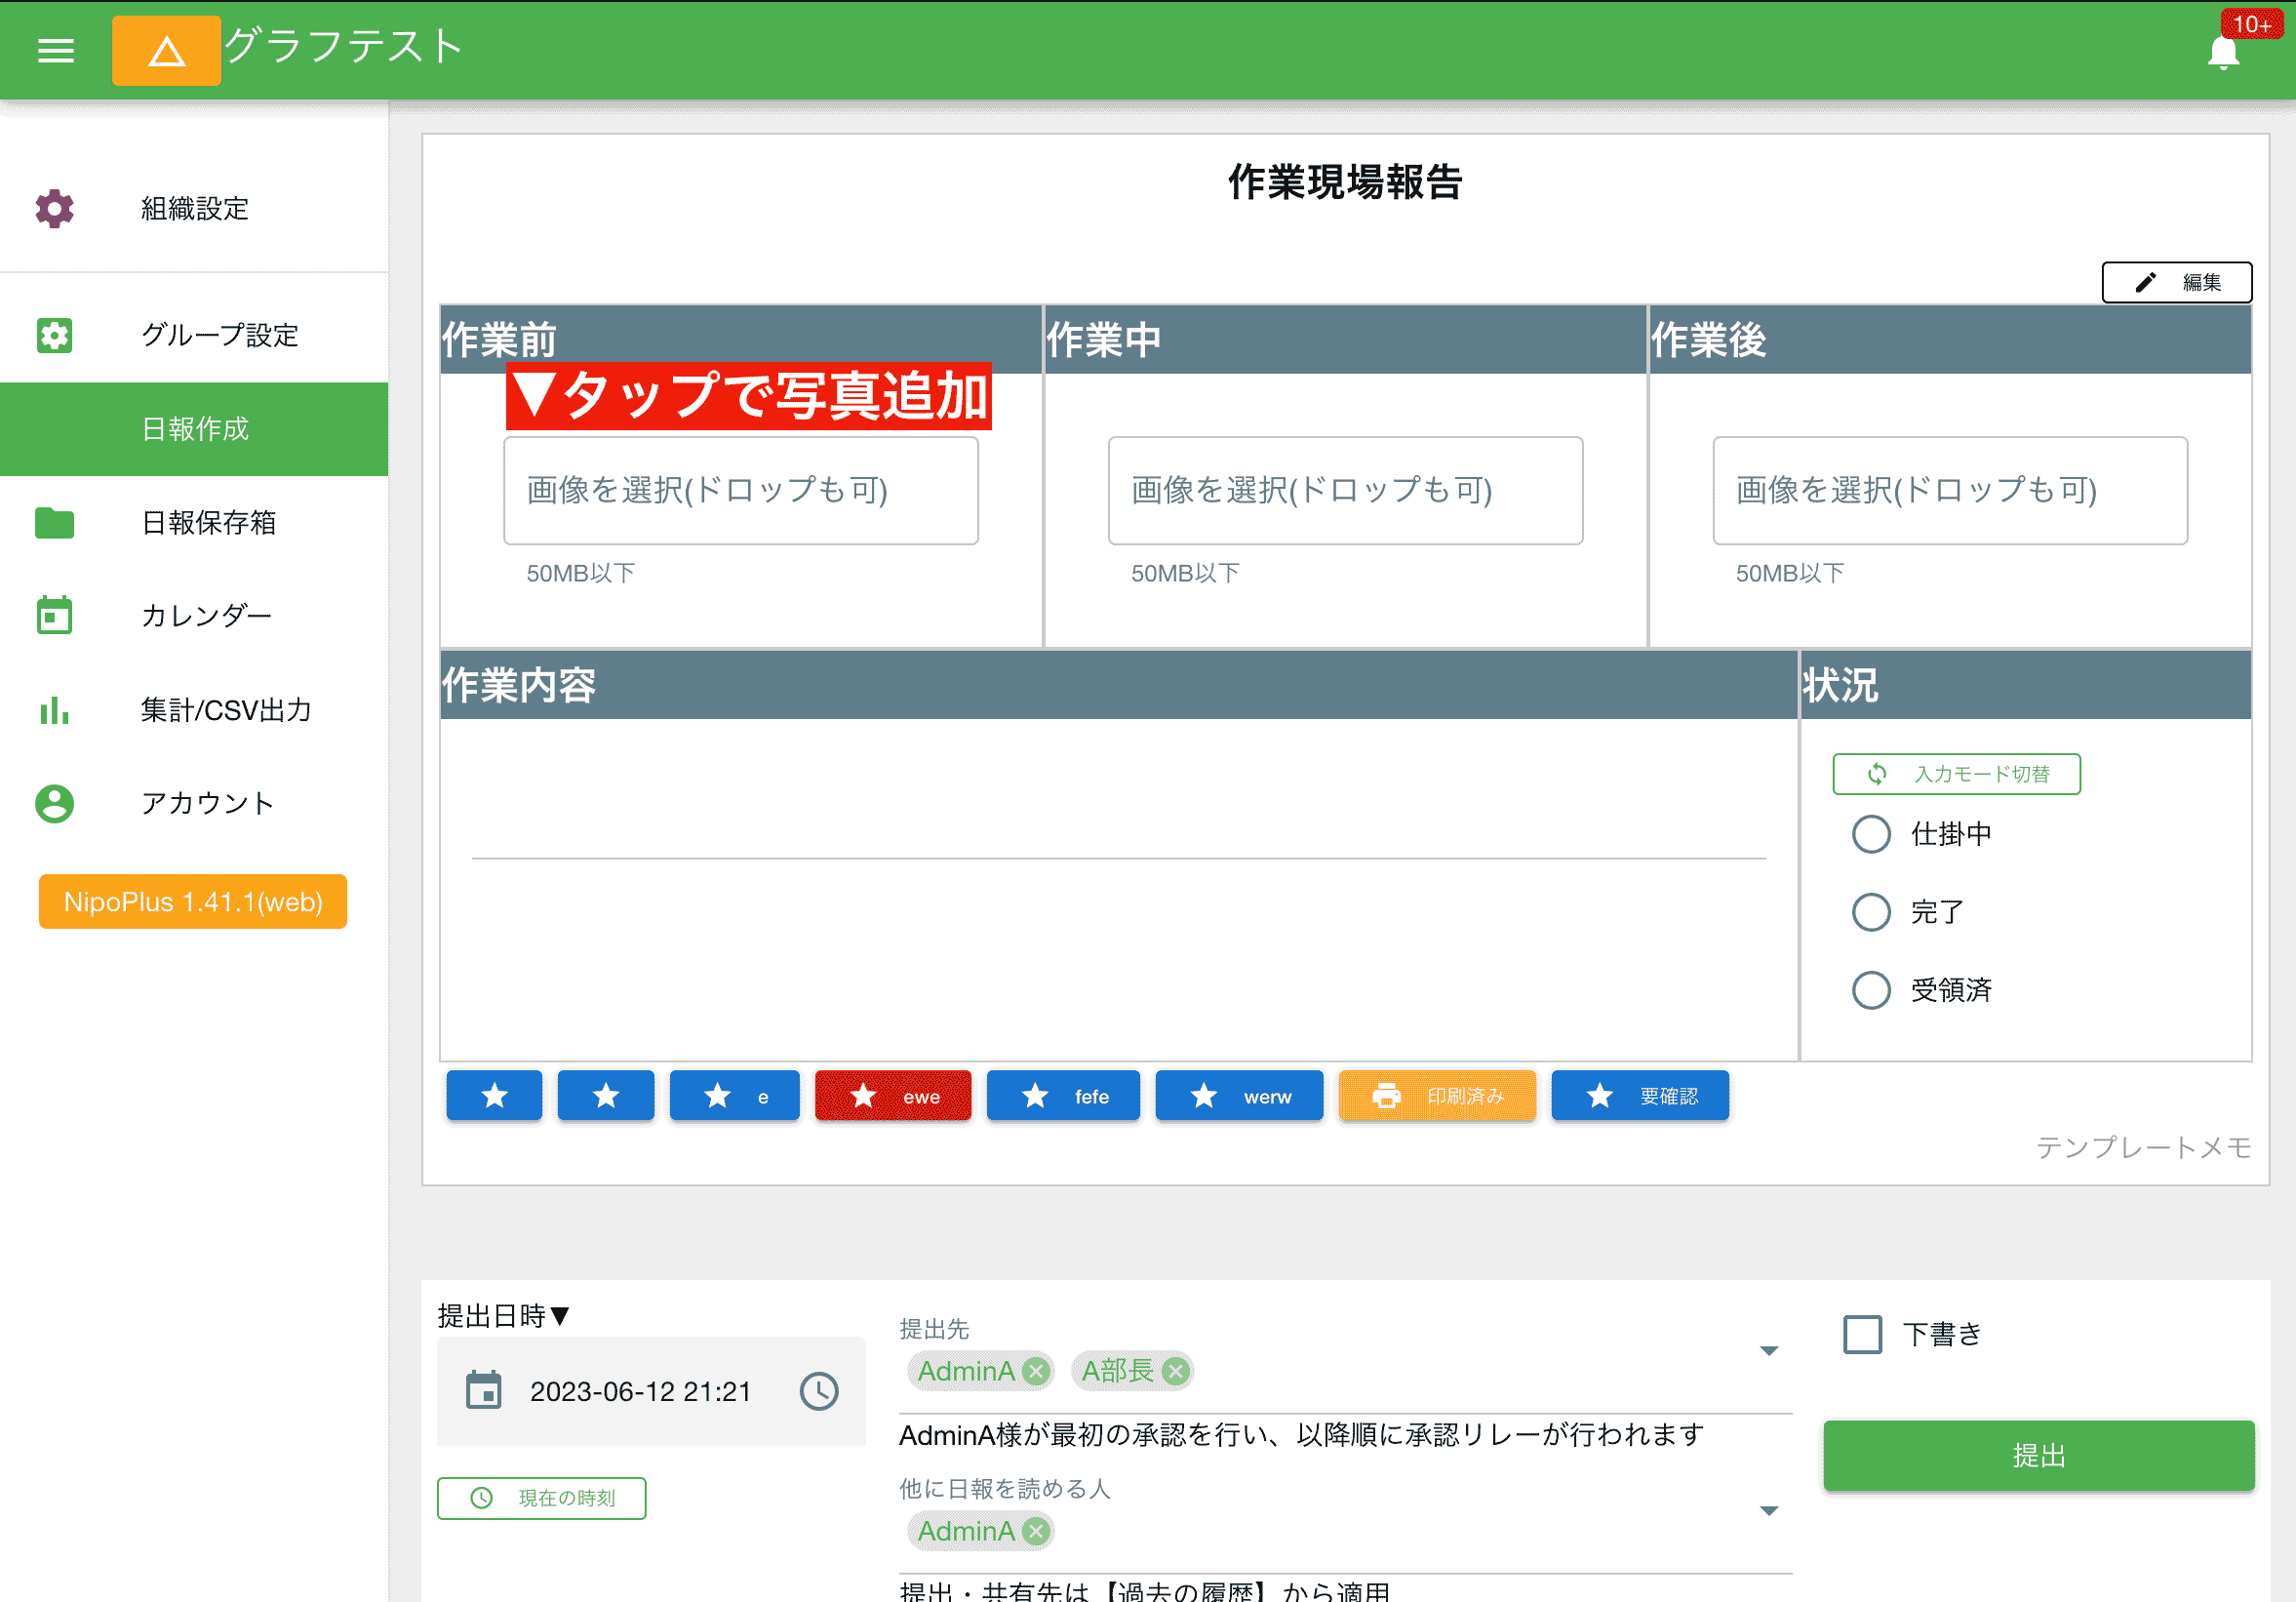 グラフテスト
10+
組織設定
グループ設定
日報作成
日報保存箱
カレンダー
集計/CSV出力
アカウント
NipoPlus 1.41.1(web)
作業現場報告
編集
作業前 作業中 作業後
▼タップで写真追加
画像を選択(ドロップも可) 画像を選択(ドロップも可) 画像を選択(ドロップも可)
50MB以下 50MB以下 50MB以下
作業内容 状況
入力モード切替
仕掛中
完了
受領済
e ewe fefe werw 印刷済み 要確認
テンプレートメモ
提出日時▼
2023-06-12 21:21
現在の時刻
提出先
AdminA A部長
AdminA様が最初の承認を行い、以降順に承認リレーが行われます
他に日報を読める人
AdminA
提出・共有先は【過去の履歴】から適用
下書き
提出